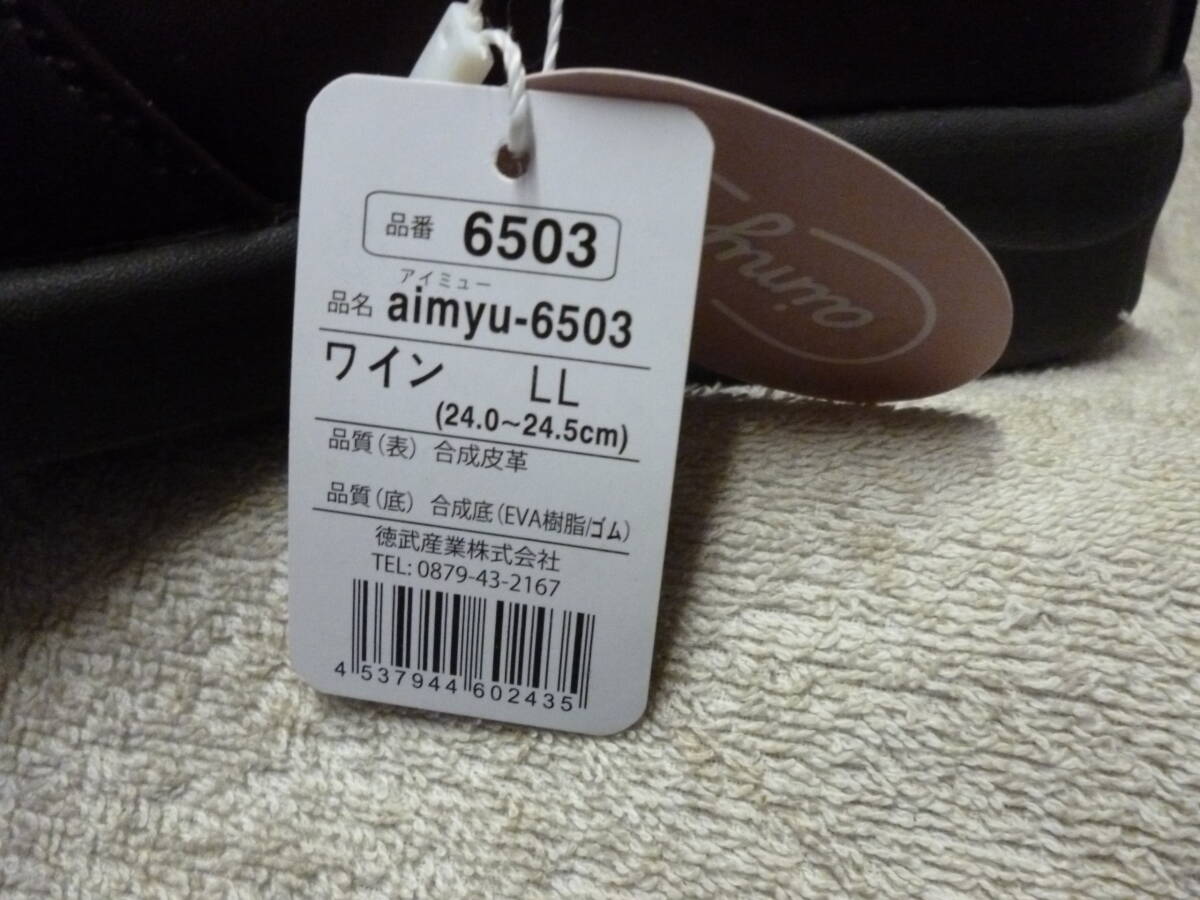 品番 6503
アイミュー
品名 aimyu-6503
ワイン LL
(24.0～24.5cm)
品質（表） 合成皮革
品質（底） 合成底（EVA樹脂/ゴム）
徳武産業株式会社
TEL: 0879-43-2167
4 537944 602435
aimyu